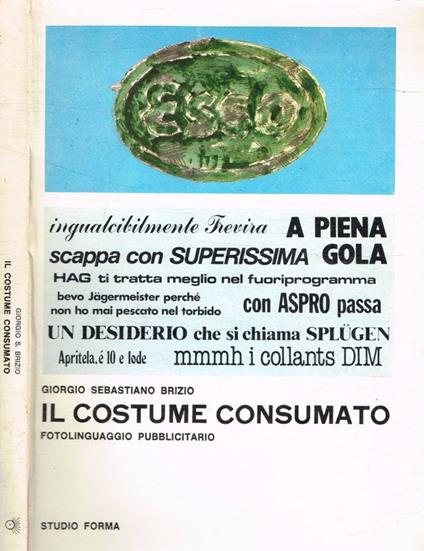 ESSO
ingualcibilmente Trevira A PIENA
scappa con SUPERISSIMA GOLA
HAG ti tratta meglio nel fuoriprogramma
bevo Jägermeister perché
non ho mai pescato nel torbido
con ASPRO passa
UN DESIDERIO che si chiama SPLÜGEN
Apritela, é 10 e lode
mmmh i collants DIM
GIORGIO SEBASTIANO BRIZIO
IL COSTUME CONSUMATO
FOTOLINGUAGGIO PUBBLICITARIO
STUDIO FORMA
GIORGIO S. BRIZIO
IL COSTUME CONSUMATO